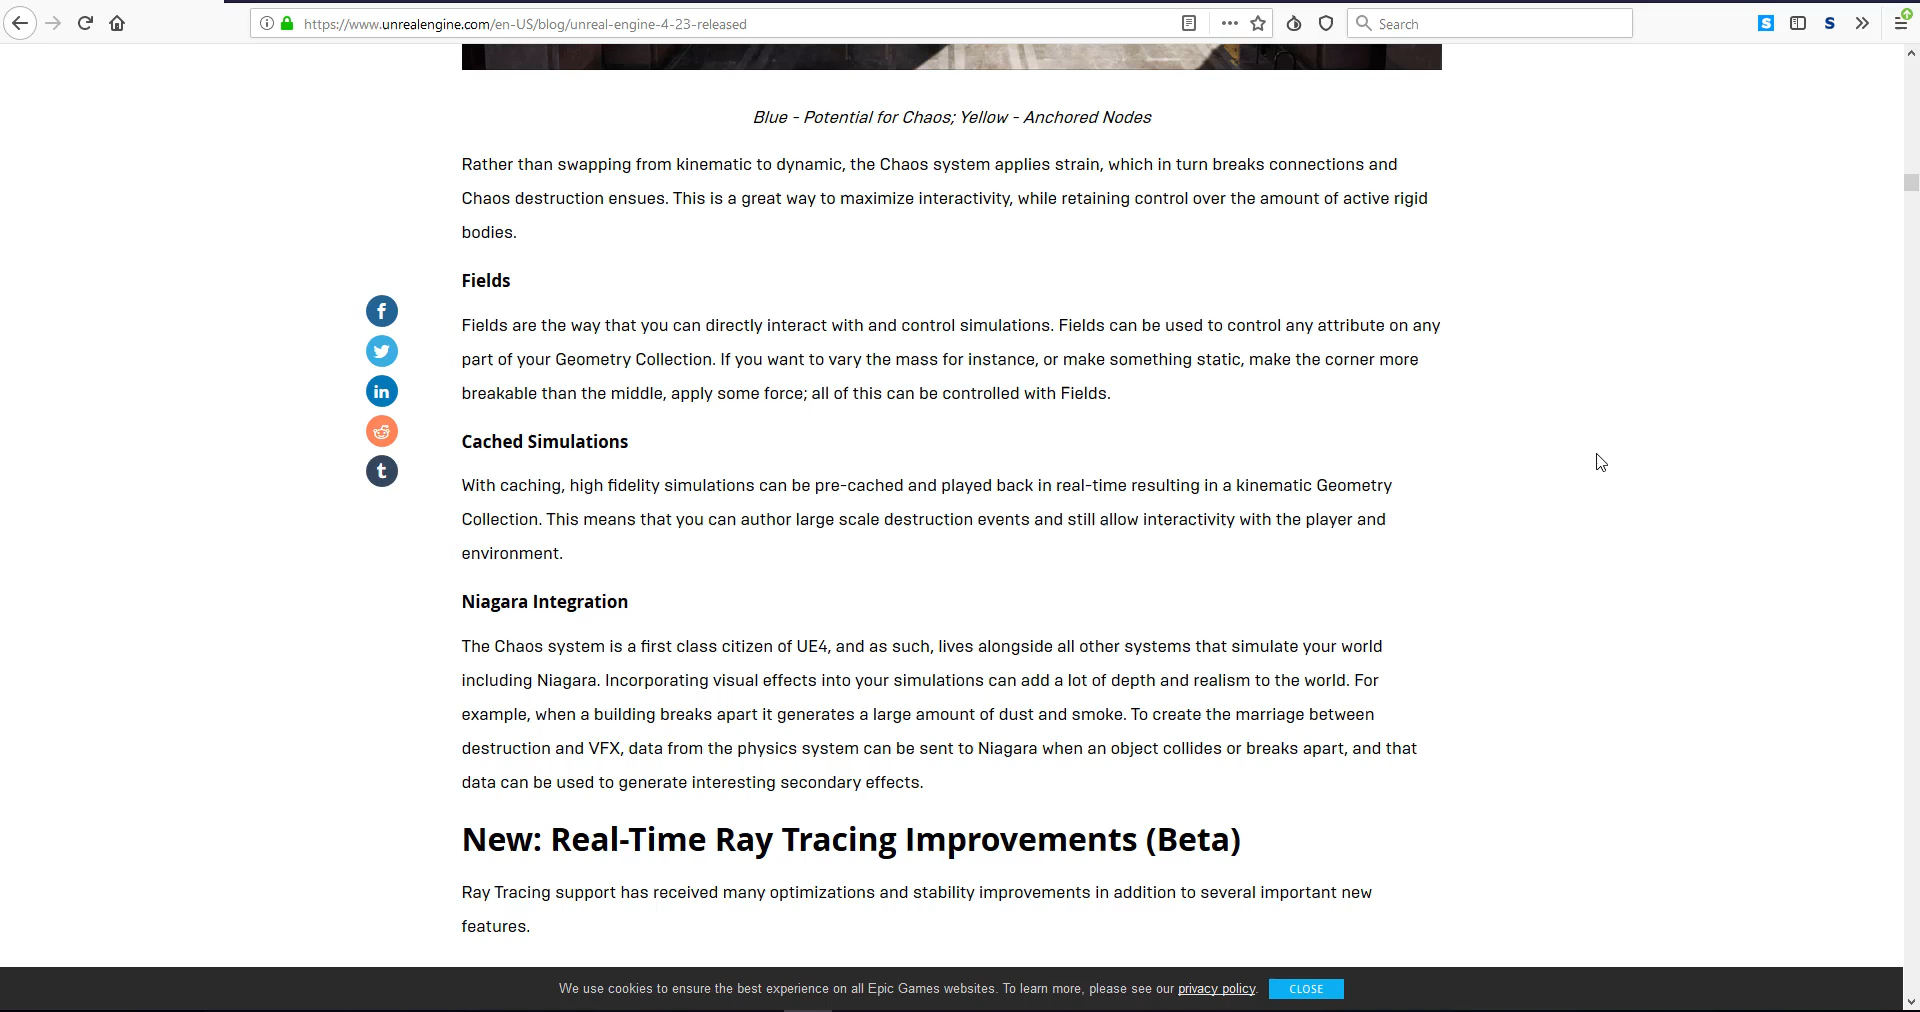 https://www.unrealengine.com/en-US/blog/unreal-engine-4-23-released
Search
Blue - Potential for Chaos; Yellow - Anchored Nodes
Rather than swapping from kinematic to dynamic, the Chaos system applies strain, which in turn breaks connections and
Chaos destruction ensues. This is a great way to maximize interactivity, while retaining control over the amount of active rigid
bodies.
Fields
Fields are the way that you can directly interact with and control simulations. Fields can be used to control any attribute on any
part of your Geometry Collection. If you want to vary the mass for instance, or make something static, make the corner more
breakable than the middle, apply some force; all of this can be controlled with Fields.
Cached Simulations
With caching, high fidelity simulations can be pre-cached and played back in real-time resulting in a kinematic Geometry
Collection. This means that you can author large scale destruction events and still allow interactivity with the player and
environment.
Niagara Integration
The Chaos system is a first class citizen of UE4, and as such, lives alongside all other systems that simulate your world
including Niagara. Incorporating visual effects into your simulations can add a lot of depth and realism to the world. For
example, when a building breaks apart it generates a large amount of dust and smoke. To create the marriage between
destruction and VFX, data from the physics system can be sent to Niagara when an object collides or breaks apart, and that
data can be used to generate interesting secondary effects.
New: Real-Time Ray Tracing Improvements (Beta)
Ray Tracing support has received many optimizations and stability improvements in addition to several important new
features.
We use cookies to ensure the best experience on all Epic Games websites. To learn more, please see our privacy policy. CLOSE